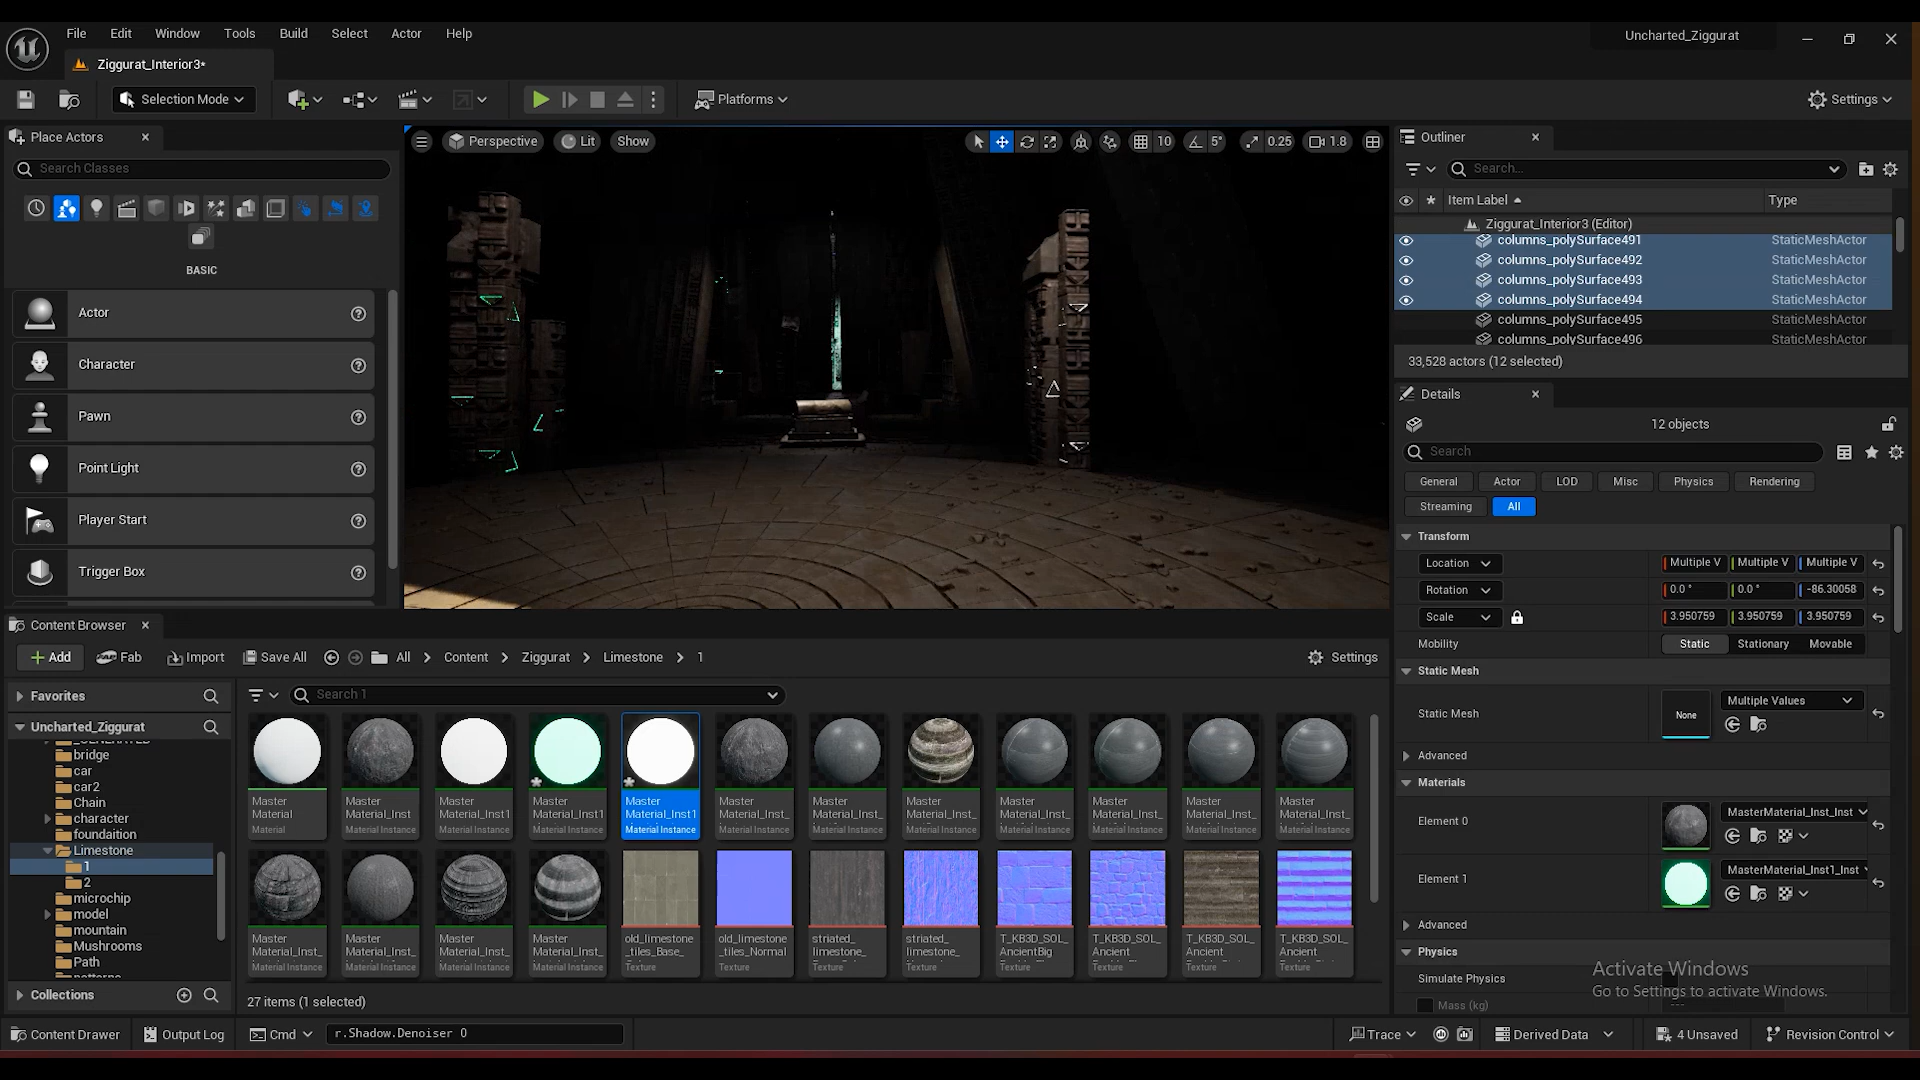 File Edit Window Tools Build Select Actor Help
Uncharted_Ziggurat
Ziggurat_Interior3*
Selection Mode
Platforms
Settings
Place Actors
Search Classes
BASIC
Actor
Character
Pawn
Point Light
Player Start
Trigger Box
Perspective Lit Show
10 5° 0.25 1.8
Outliner
Search...
Item Label Type
Ziggurat_Interior3 (Editor)
columns_polySurface491 StaticMeshActor
columns_polySurface492 StaticMeshActor
columns_polySurface493 StaticMeshActor
columns_polySurface494 StaticMeshActor
columns_polySurface495 StaticMeshActor
columns_polySurface496 StaticMeshActor
33,528 actors (12 selected)
Details
12 objects
Search
General Actor LOD Misc Physics Rendering
Streaming All
Transform
Location Multiple V Multiple V Multiple V
Rotation 0.0 ° 0.0 ° -86.30058
Scale 3.950759 3.950759 3.950759
Mobility Static Stationary Movable
Static Mesh
Static Mesh None Multiple Values
Advanced
Materials
Element 0 MasterMaterial_Inst_Inst
Element 1 MasterMaterial_Inst1_Inst
Advanced
Physics
Simulate Physics
Mass (kg)
Activate Windows
Go to Settings to activate Windows.
Content Browser
Add Fab Import Save All All Content Ziggurat Limestone 1 Settings
Favorites
Search 1
Uncharted_Ziggurat
_GENERATED
bridge
car
car2
Chain
character
foundaition
Limestone
1
2
microchip
model
mountain
Mushrooms
Path
patterns
Collections
Master Master Master Master Master Master Master Master Master Master Master Master
Material Material_Inst Material_Inst1 Material_Inst1 Material_Inst1 Material_Inst_ Material_Inst_ Material_Inst_ Material_Inst_ Material_Inst_ Material_Inst_ Material_Inst_
Material Material Instance Material Instance Material Instance Material Instance Material Instance Material Instance Material Instance Material Instance Material Instance Material Instance Material Instance
Master Master Master Master old_limestone old_limestone striated_ striated_ T_KB3D_SOL_ T_KB3D_SOL_ T_KB3D_SOL_ T_KB3D_SOL_
Material_Inst_ Material_Inst_ Material_Inst_ Material_Inst_ _tiles_Base_ _tiles_Normal limestone_ limestone_ AncientBig Ancient Ancient Ancient
Material Instance Material Instance Material Instance Material Instance Texture Texture Texture Texture Texture Texture Texture Texture
27 items (1 selected)
Content Drawer Output Log Cmd r.Shadow.Denoiser 0 Trace Derived Data 4 Unsaved Revision Control